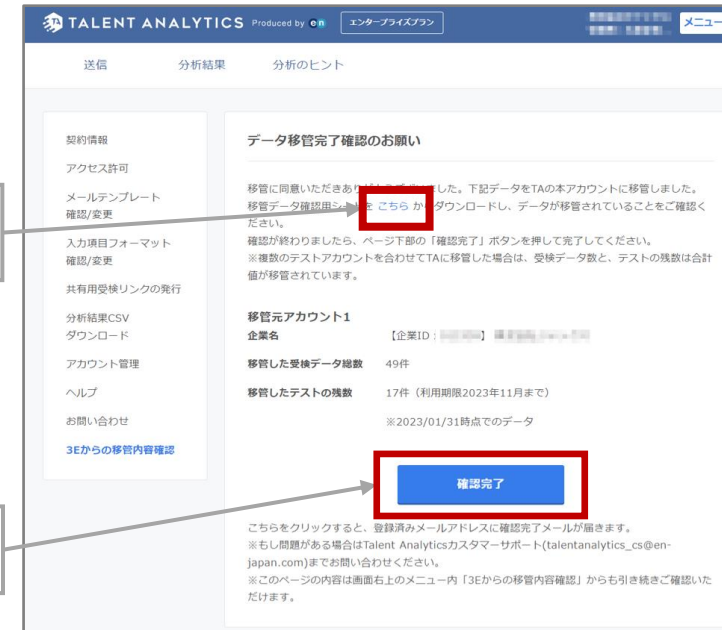 TALENT ANALYTICS Produced by en エンタープライズプラン
メニュー
送信 分析結果 分析のヒント
契約情報
アクセス許可
メールテンプレート
確認/変更
入力項目フォーマット
確認/変更
共有用受検リンクの発行
分析結果CSV
ダウンロード
アカウント管理
ヘルプ
お問い合わせ
3Eからの移管内容確認
データ移管完了確認のお願い
移管に同意いただきあり した。下記データをTAの本アカウントに移管しました。
移管データ確認用シ を こちら か ダウンロードし、データが移管されていることをご確認く
ださい。
確認が終わりましたら、ページ下部の「確認完了」ボタンを押して完了してください。
※複数のテストアカウントを合わせてTAに移管した場合は、受検データ数と、テストの残数は合計
値が移管されています。
移管元アカウント1
企業名 【企業ID： 】
移管した受検データ総数 49件
移管したテストの残数 17件（利用期限2023年11月まで）
※2023/01/31時点でのデータ
確認完了
こちらをクリックすると、登録済みメールアドレスに確認完了メールが届きます。
※もし問題がある場合はTalent Analyticsカスタマーサポート(talentanalytics_cs@en-
japan.com)までお問い合わせください。
※このページの内容は画面右上のメニュー内「3Eからの移管内容確認」からも引き続きご確認いた
だけます。